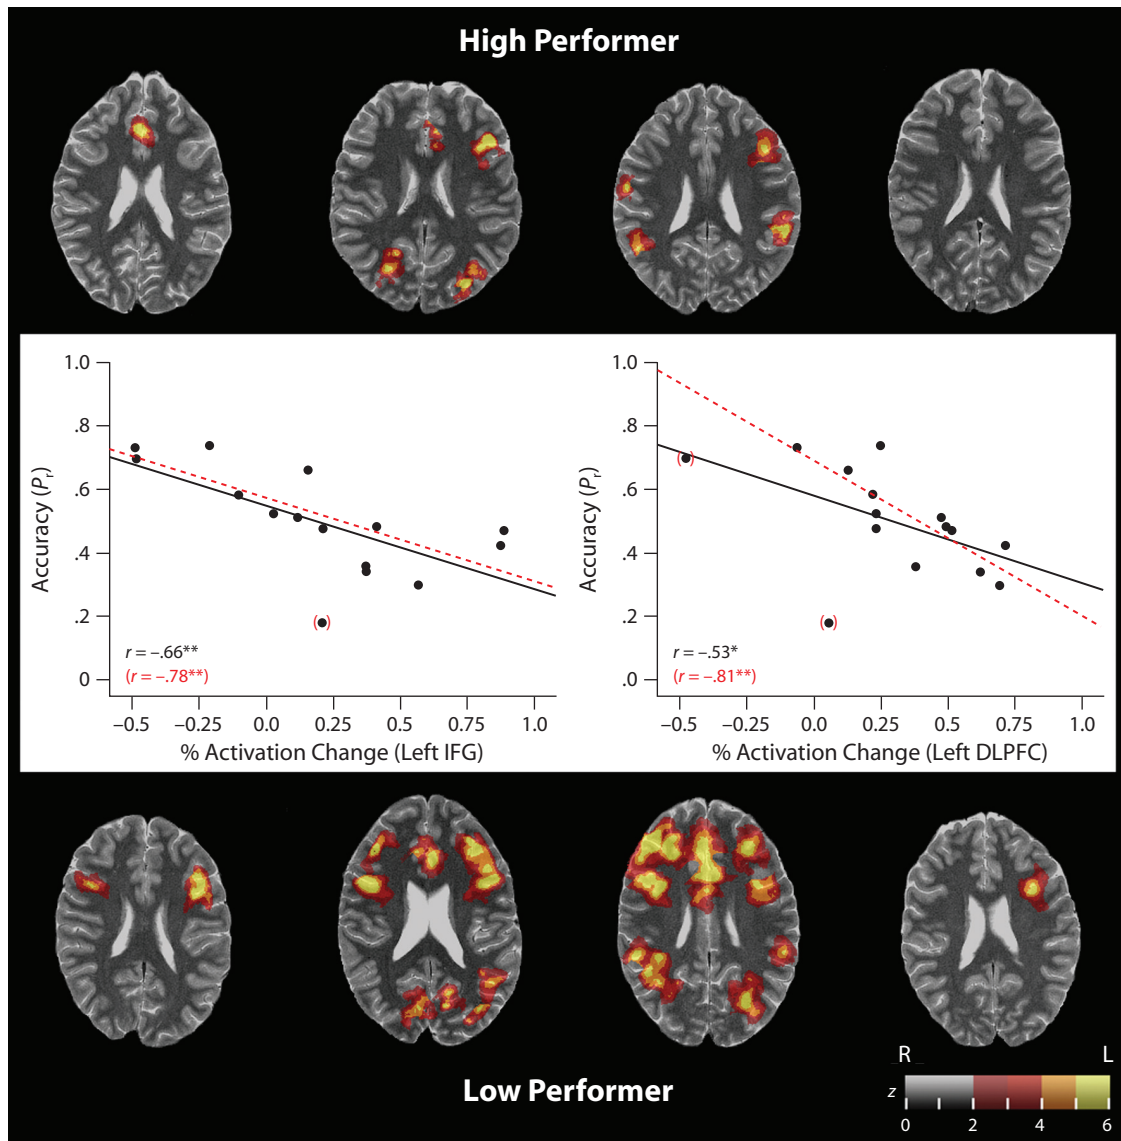 High Performer
1.0
.8
.6
.4
.2
0
Accuracy (Pr)
r = –.66**
(r = –.78**)
( )
–0.5 –0.25 0.0 0.25 0.5 0.75 1.0
% Activation Change (Left IFG)
1.0
.8
.6
.4
.2
.0
Accuracy (Pr)
( )
( )
r = –.53*
(r = –.81**)
–0.5 –0.25 0.0 0.25 0.5 0.75 1.0
% Activation Change (Left DLPFC)
R L
z
0 2 4 6
Low Performer